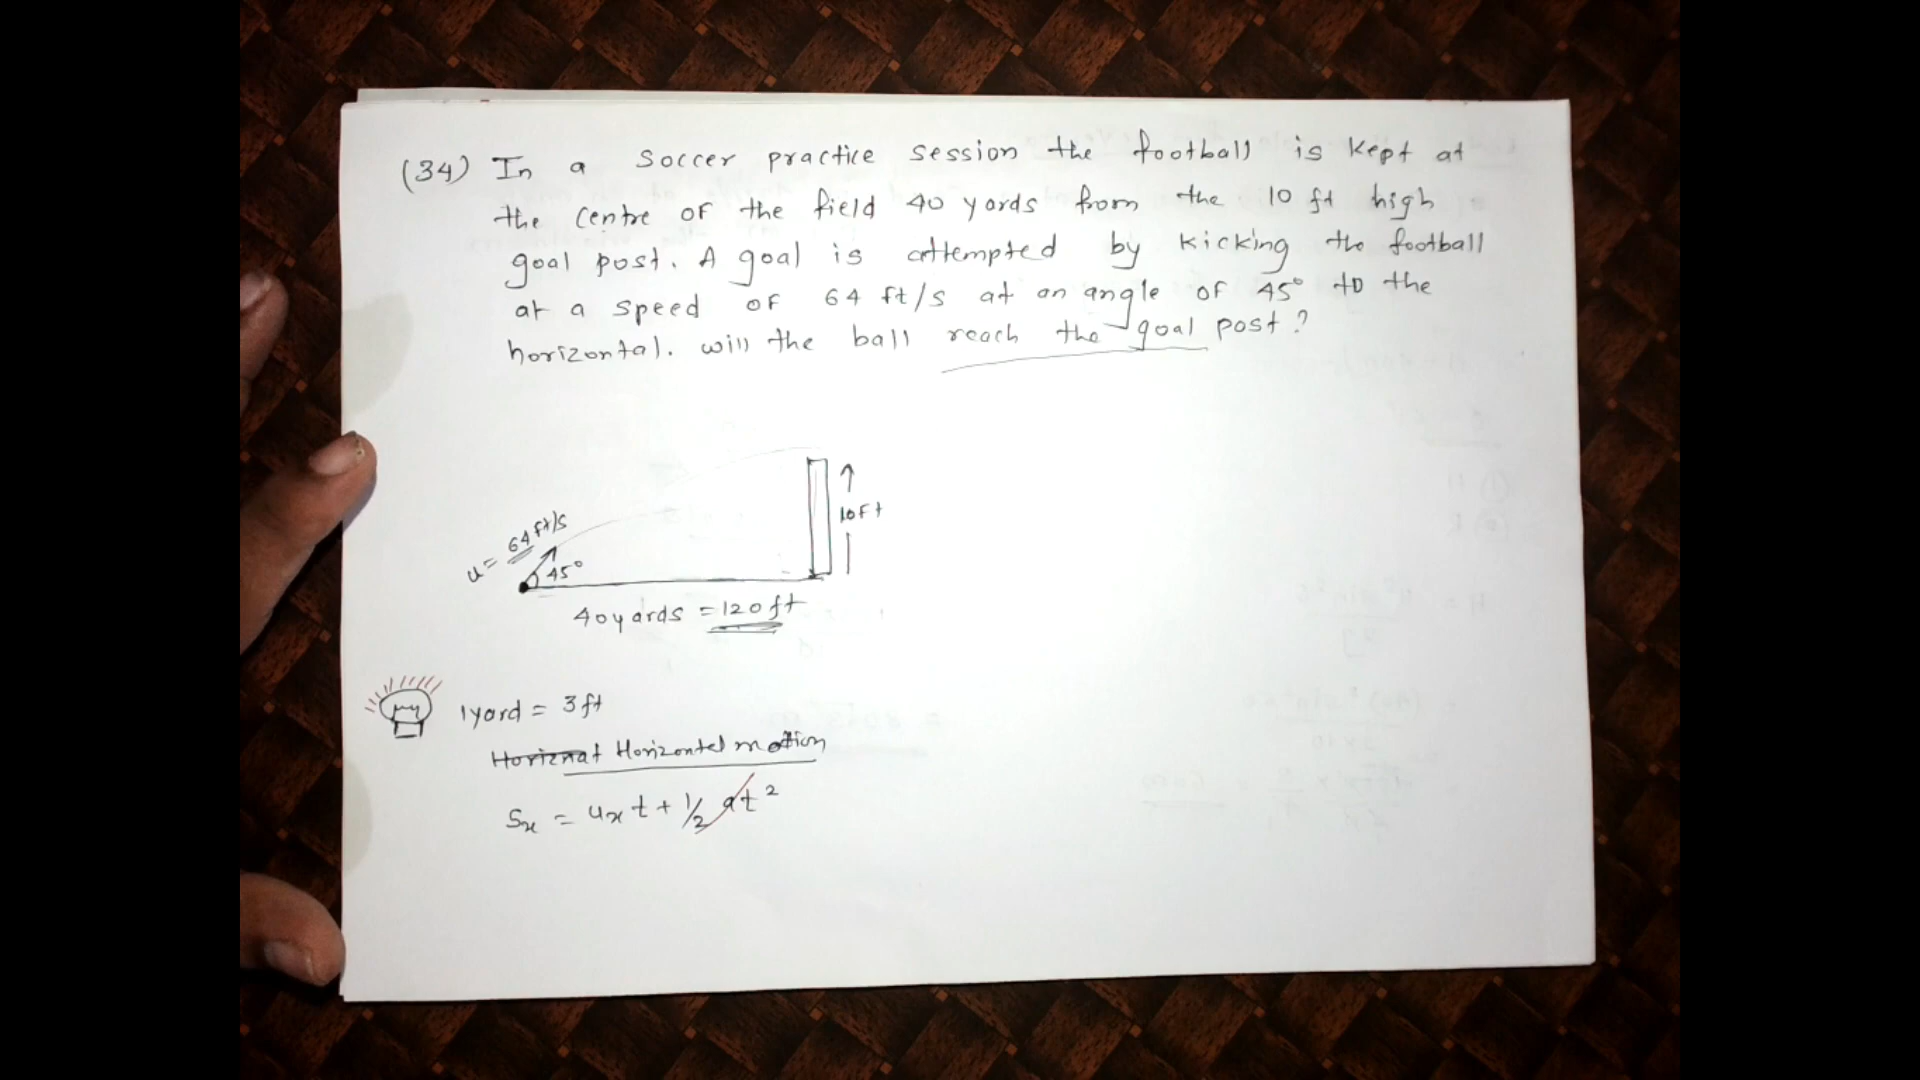 (34) In a soccer practice session the football is kept at
the centre of the field 40 yards from the 10 ft high
goal post. A goal is attempted by kicking the football
at a speed of 64 ft/s at an angle of 45° to the
horizontal. will the ball reach the goal post?
u = 64 ft/s
45°
10 Ft
40 yards = 120 ft
1 yard = 3 ft
Horizontal motion
Sx = ux t + 1/2 at²